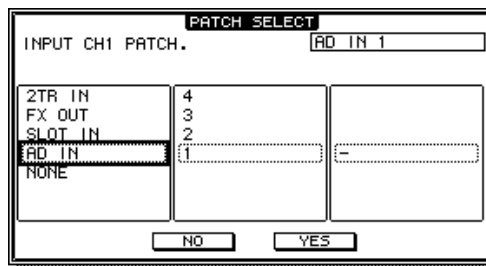 PATCH SELECT
INPUT CH1 PATCH.
AD IN 1
2TR IN
FX OUT
SLOT IN
AD IN
NONE
4
3
2
1
-
NO
YES